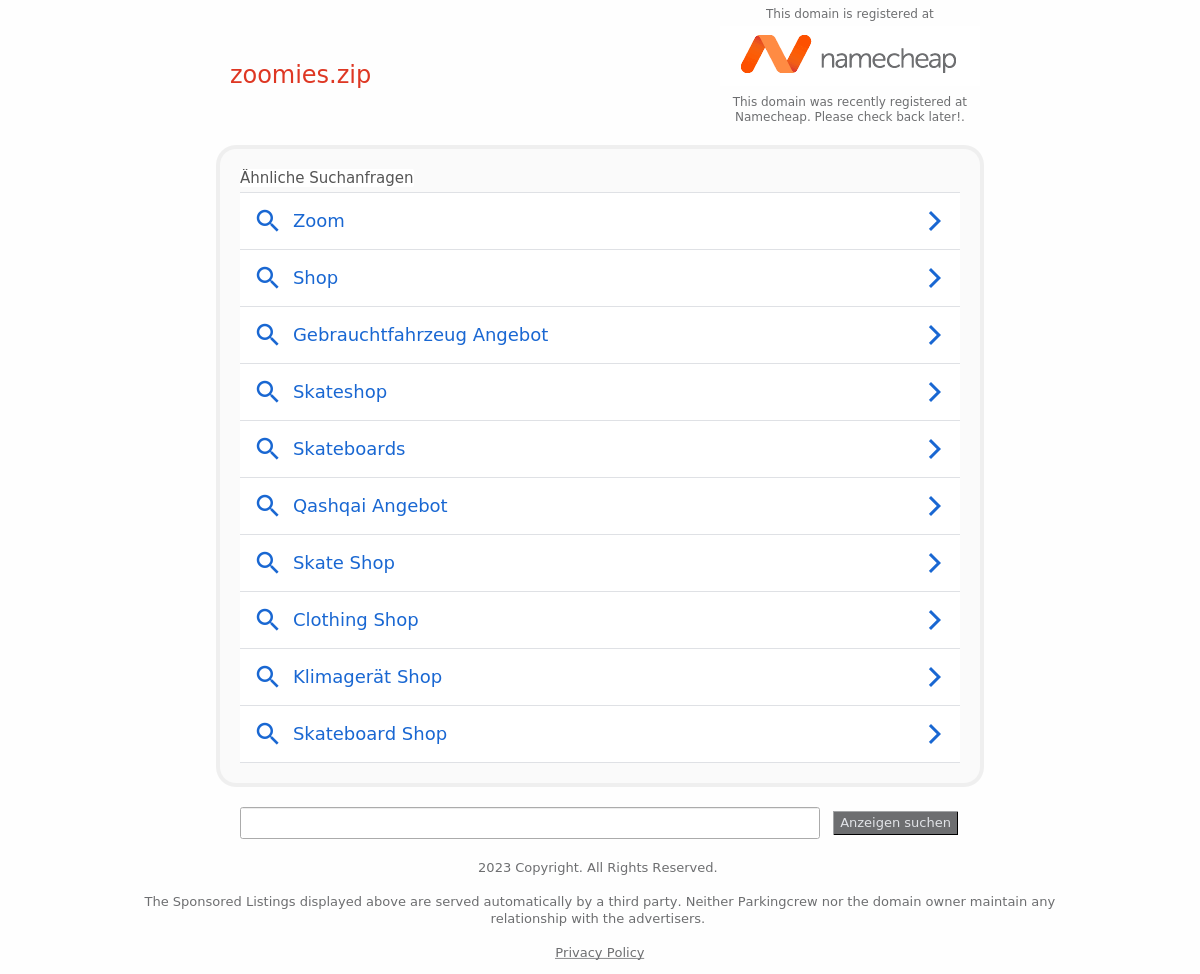 This domain is registered at
namecheap
zoomies.zip
This domain was recently registered at
Namecheap. Please check back later!.
Ähnliche Suchanfragen
Zoom
Shop
Gebrauchtfahrzeug Angebot
Skateshop
Skateboards
Qashqai Angebot
Skate Shop
Clothing Shop
Klimagerät Shop
Skateboard Shop
Anzeigen suchen
2023 Copyright. All Rights Reserved.
The Sponsored Listings displayed above are served automatically by a third party. Neither Parkingcrew nor the domain owner maintain any
relationship with the advertisers.
Privacy Policy